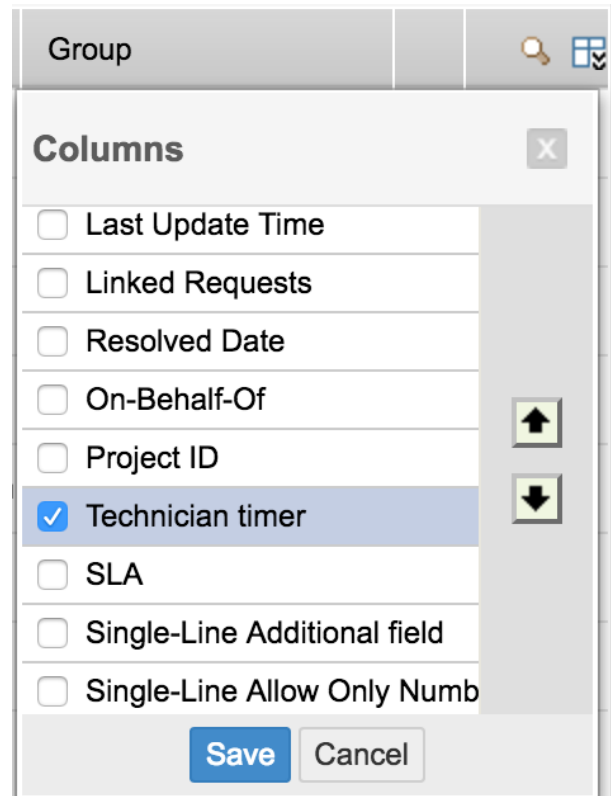 Group
Columns
X
Last Update Time
Linked Requests
Resolved Date
On-Behalf-Of
Project ID
Technician timer
SLA
Single-Line Additional field
Single-Line Allow Only Numb
Save
Cancel